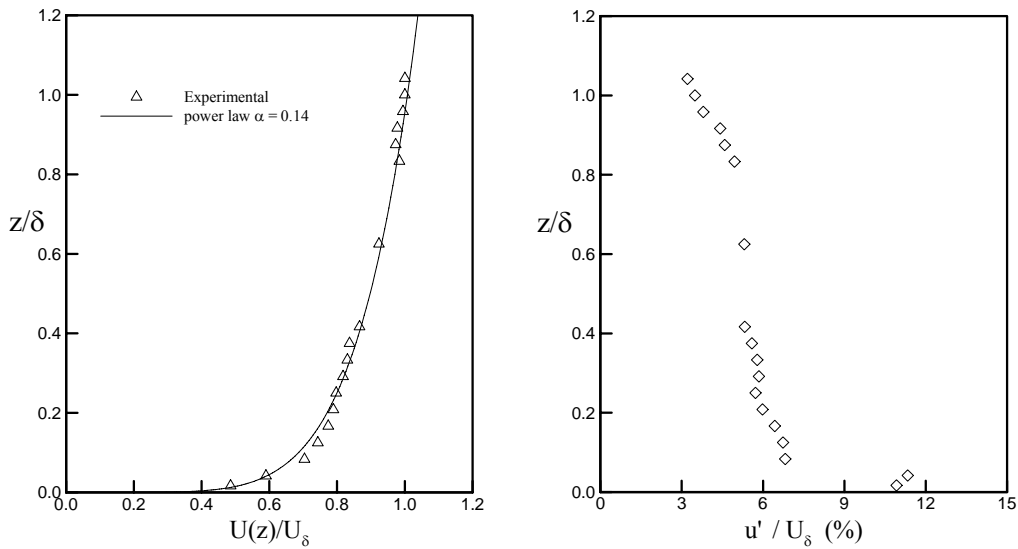 1.2
1.0
0.8
0.6
0.4
0.2
0.0
z/δ
△ Experimental
power law α = 0.14
0.0 0.2 0.4 0.6 0.8 1.0 1.2
U(z)/U_δ
1.2
1.0
0.8
0.6
0.4
0.2
0.0
z/δ
0 3 6 9 12 15
u' / U_δ (%)